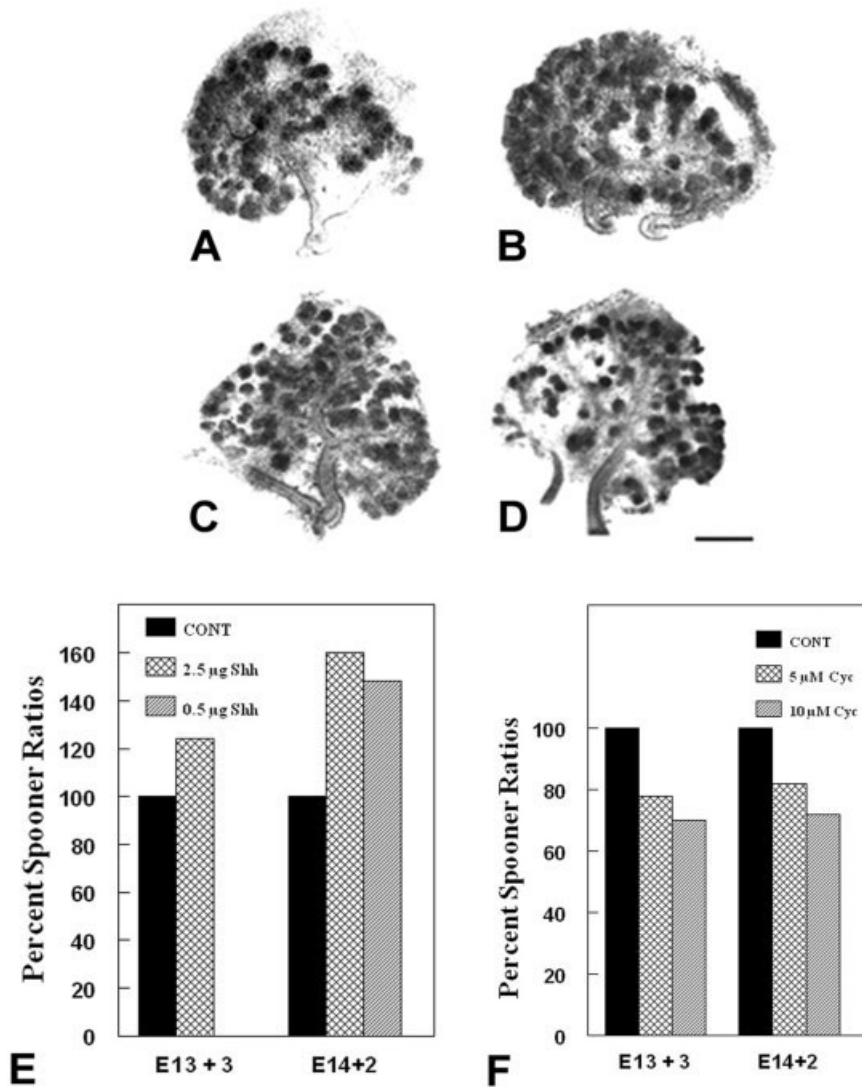 A
B
C
D
Percent Spooner Ratios
160
140
120
100
80
60
40
20
0
CONT
2.5 µg Shh
0.5 µg Shh
E13 + 3
E14+2
E
Percent Spooner Ratios
100
80
60
40
20
0
CONT
5 µM Cyc
10 µM Cyc
E13 + 3
E14+2
F